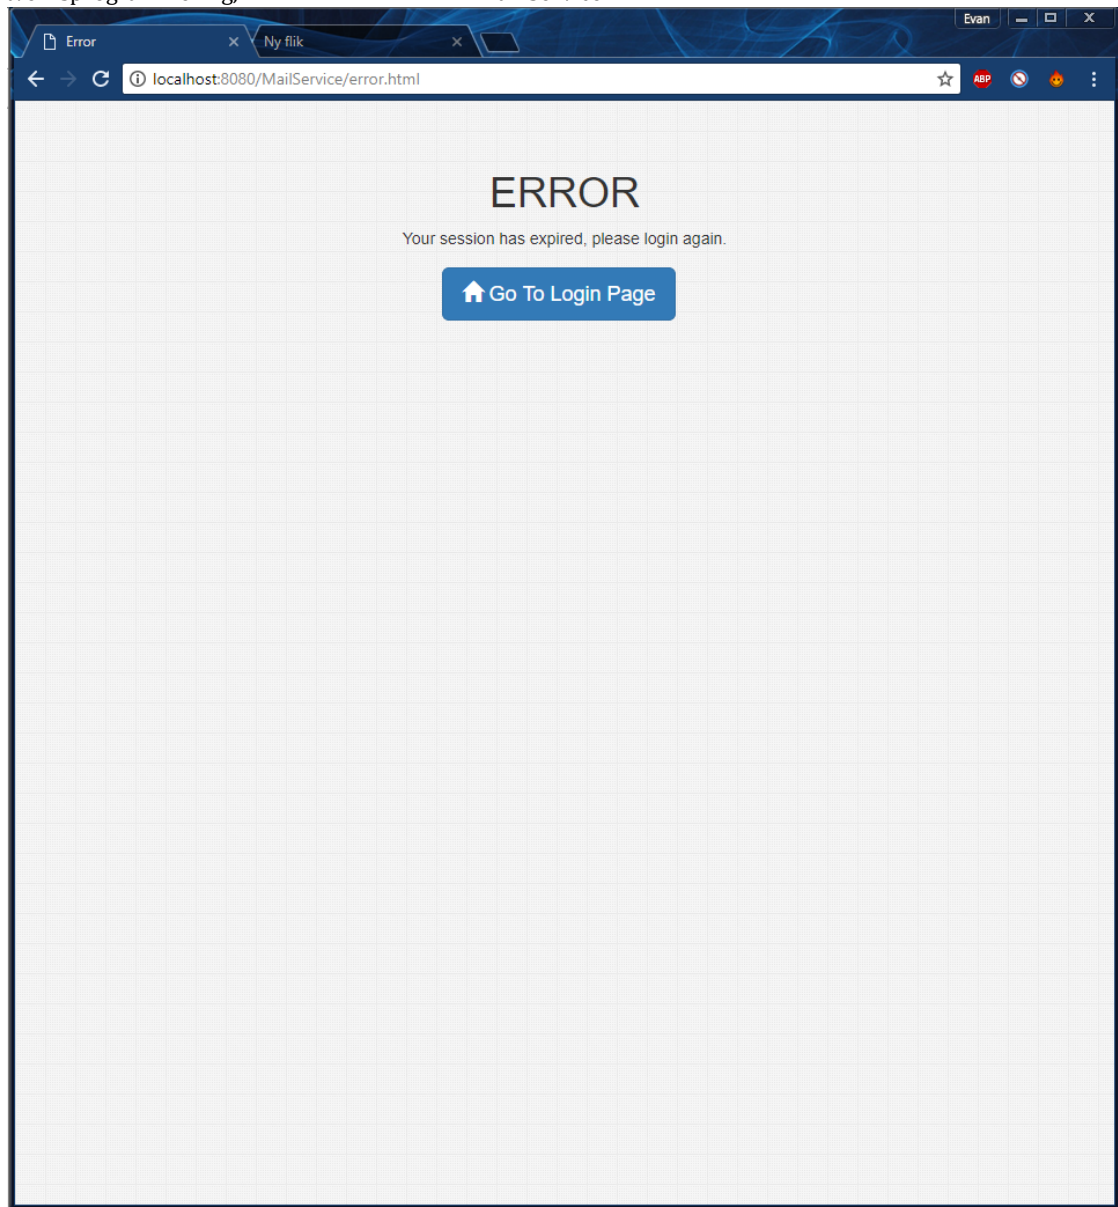 Evan
Error
Ny flik
localhost:8080/MailService/error.html
ABP
ERROR
Your session has expired, please login again.
Go To Login Page